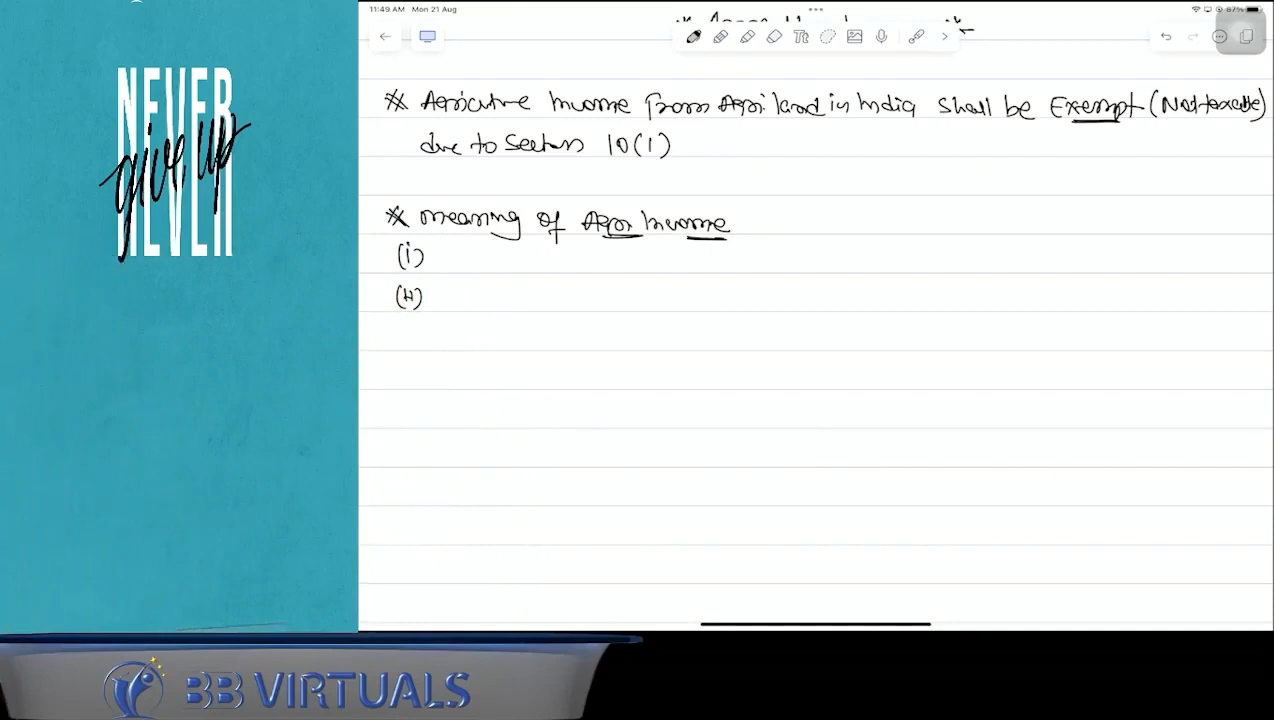 11:49 AM Mon 21 Aug
87%
NEVER
give up
NEVER
* Agriculture Income from Agri land in India shall be Exempt (Not taxable)
due to Section 10(1)
* meaning of Agri Income
(i)
(ii)
BB VIRTUALS